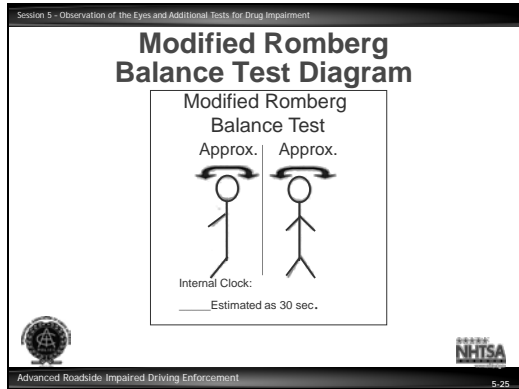 Session 5 - Observation of the Eyes and Additional Tests for Drug Impairment
Modified Romberg
Balance Test Diagram
Modified Romberg
Balance Test
Approx. Approx.
Internal Clock:
_____Estimated as 30 sec.
NHTSA
Advanced Roadside Impaired Driving Enforcement
5-25